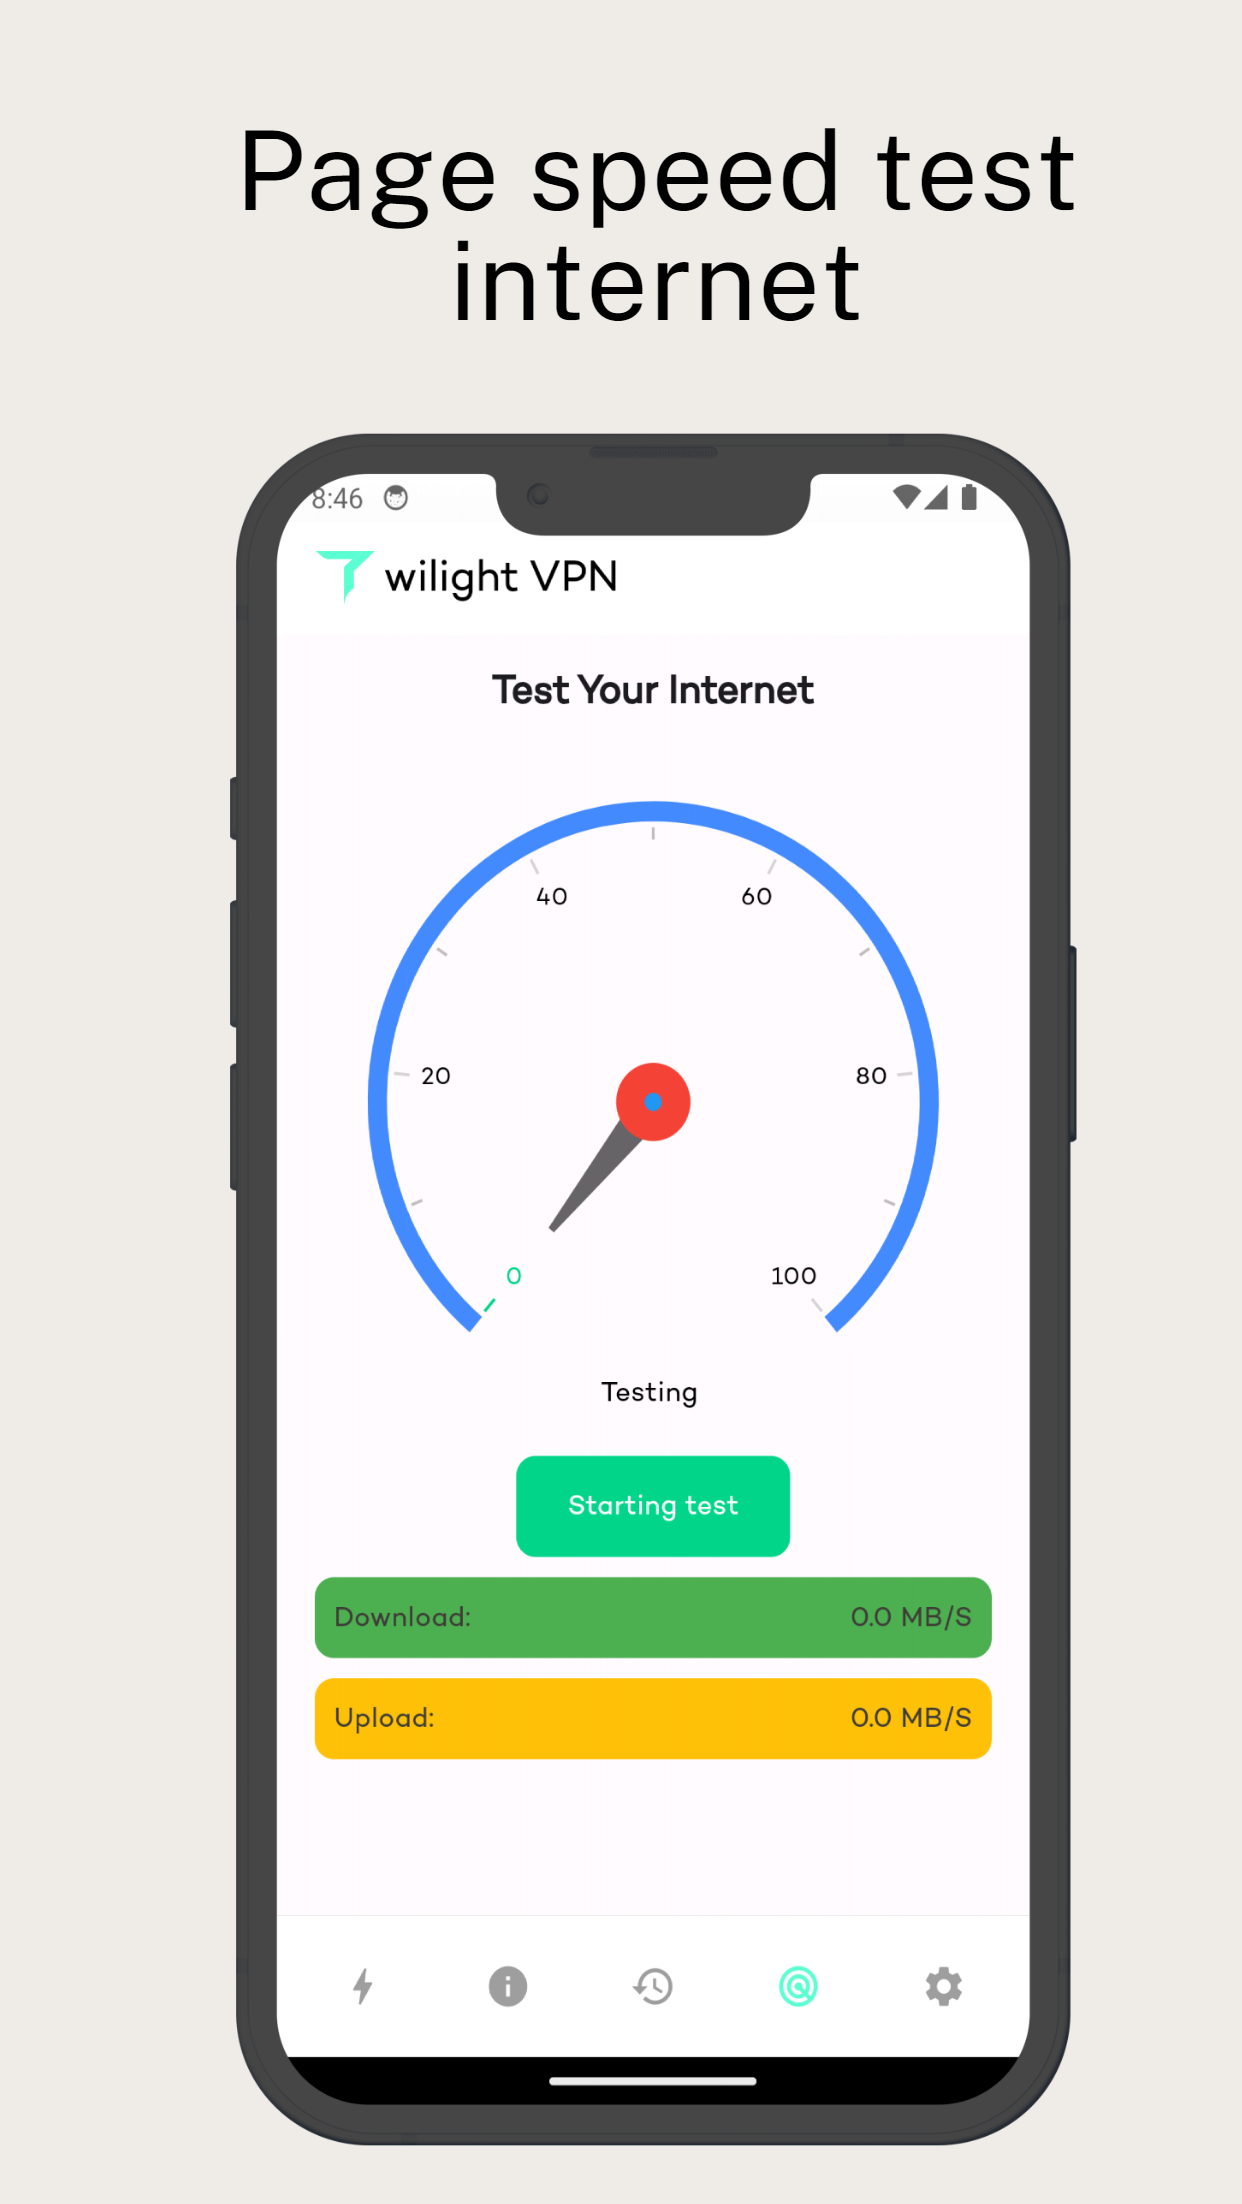 Page speed test
internet
8:46
Twilight VPN
Test Your Internet
40
60
20
80
0
100
Testing
Starting test
Download: 0.0 MB/S
Upload: 0.0 MB/S